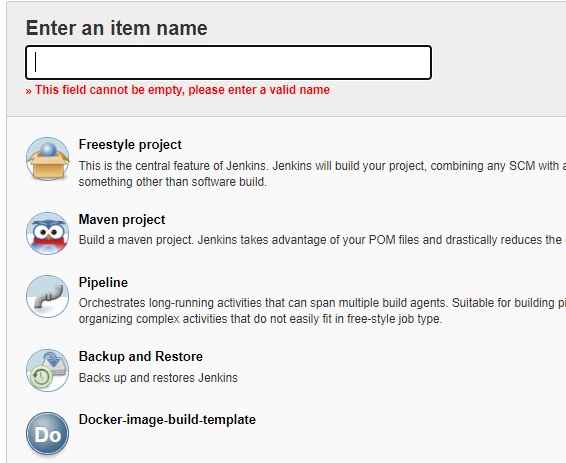 Enter an item name
» This field cannot be empty, please enter a valid name
Freestyle project
This is the central feature of Jenkins. Jenkins will build your project, combining any SCM with a
something other than software build.
Maven project
Build a maven project. Jenkins takes advantage of your POM files and drastically reduces the
Pipeline
Orchestrates long-running activities that can span multiple build agents. Suitable for building pi
organizing complex activities that do not easily fit in free-style job type.
Backup and Restore
Backs up and restores Jenkins
Do
Docker-image-build-template